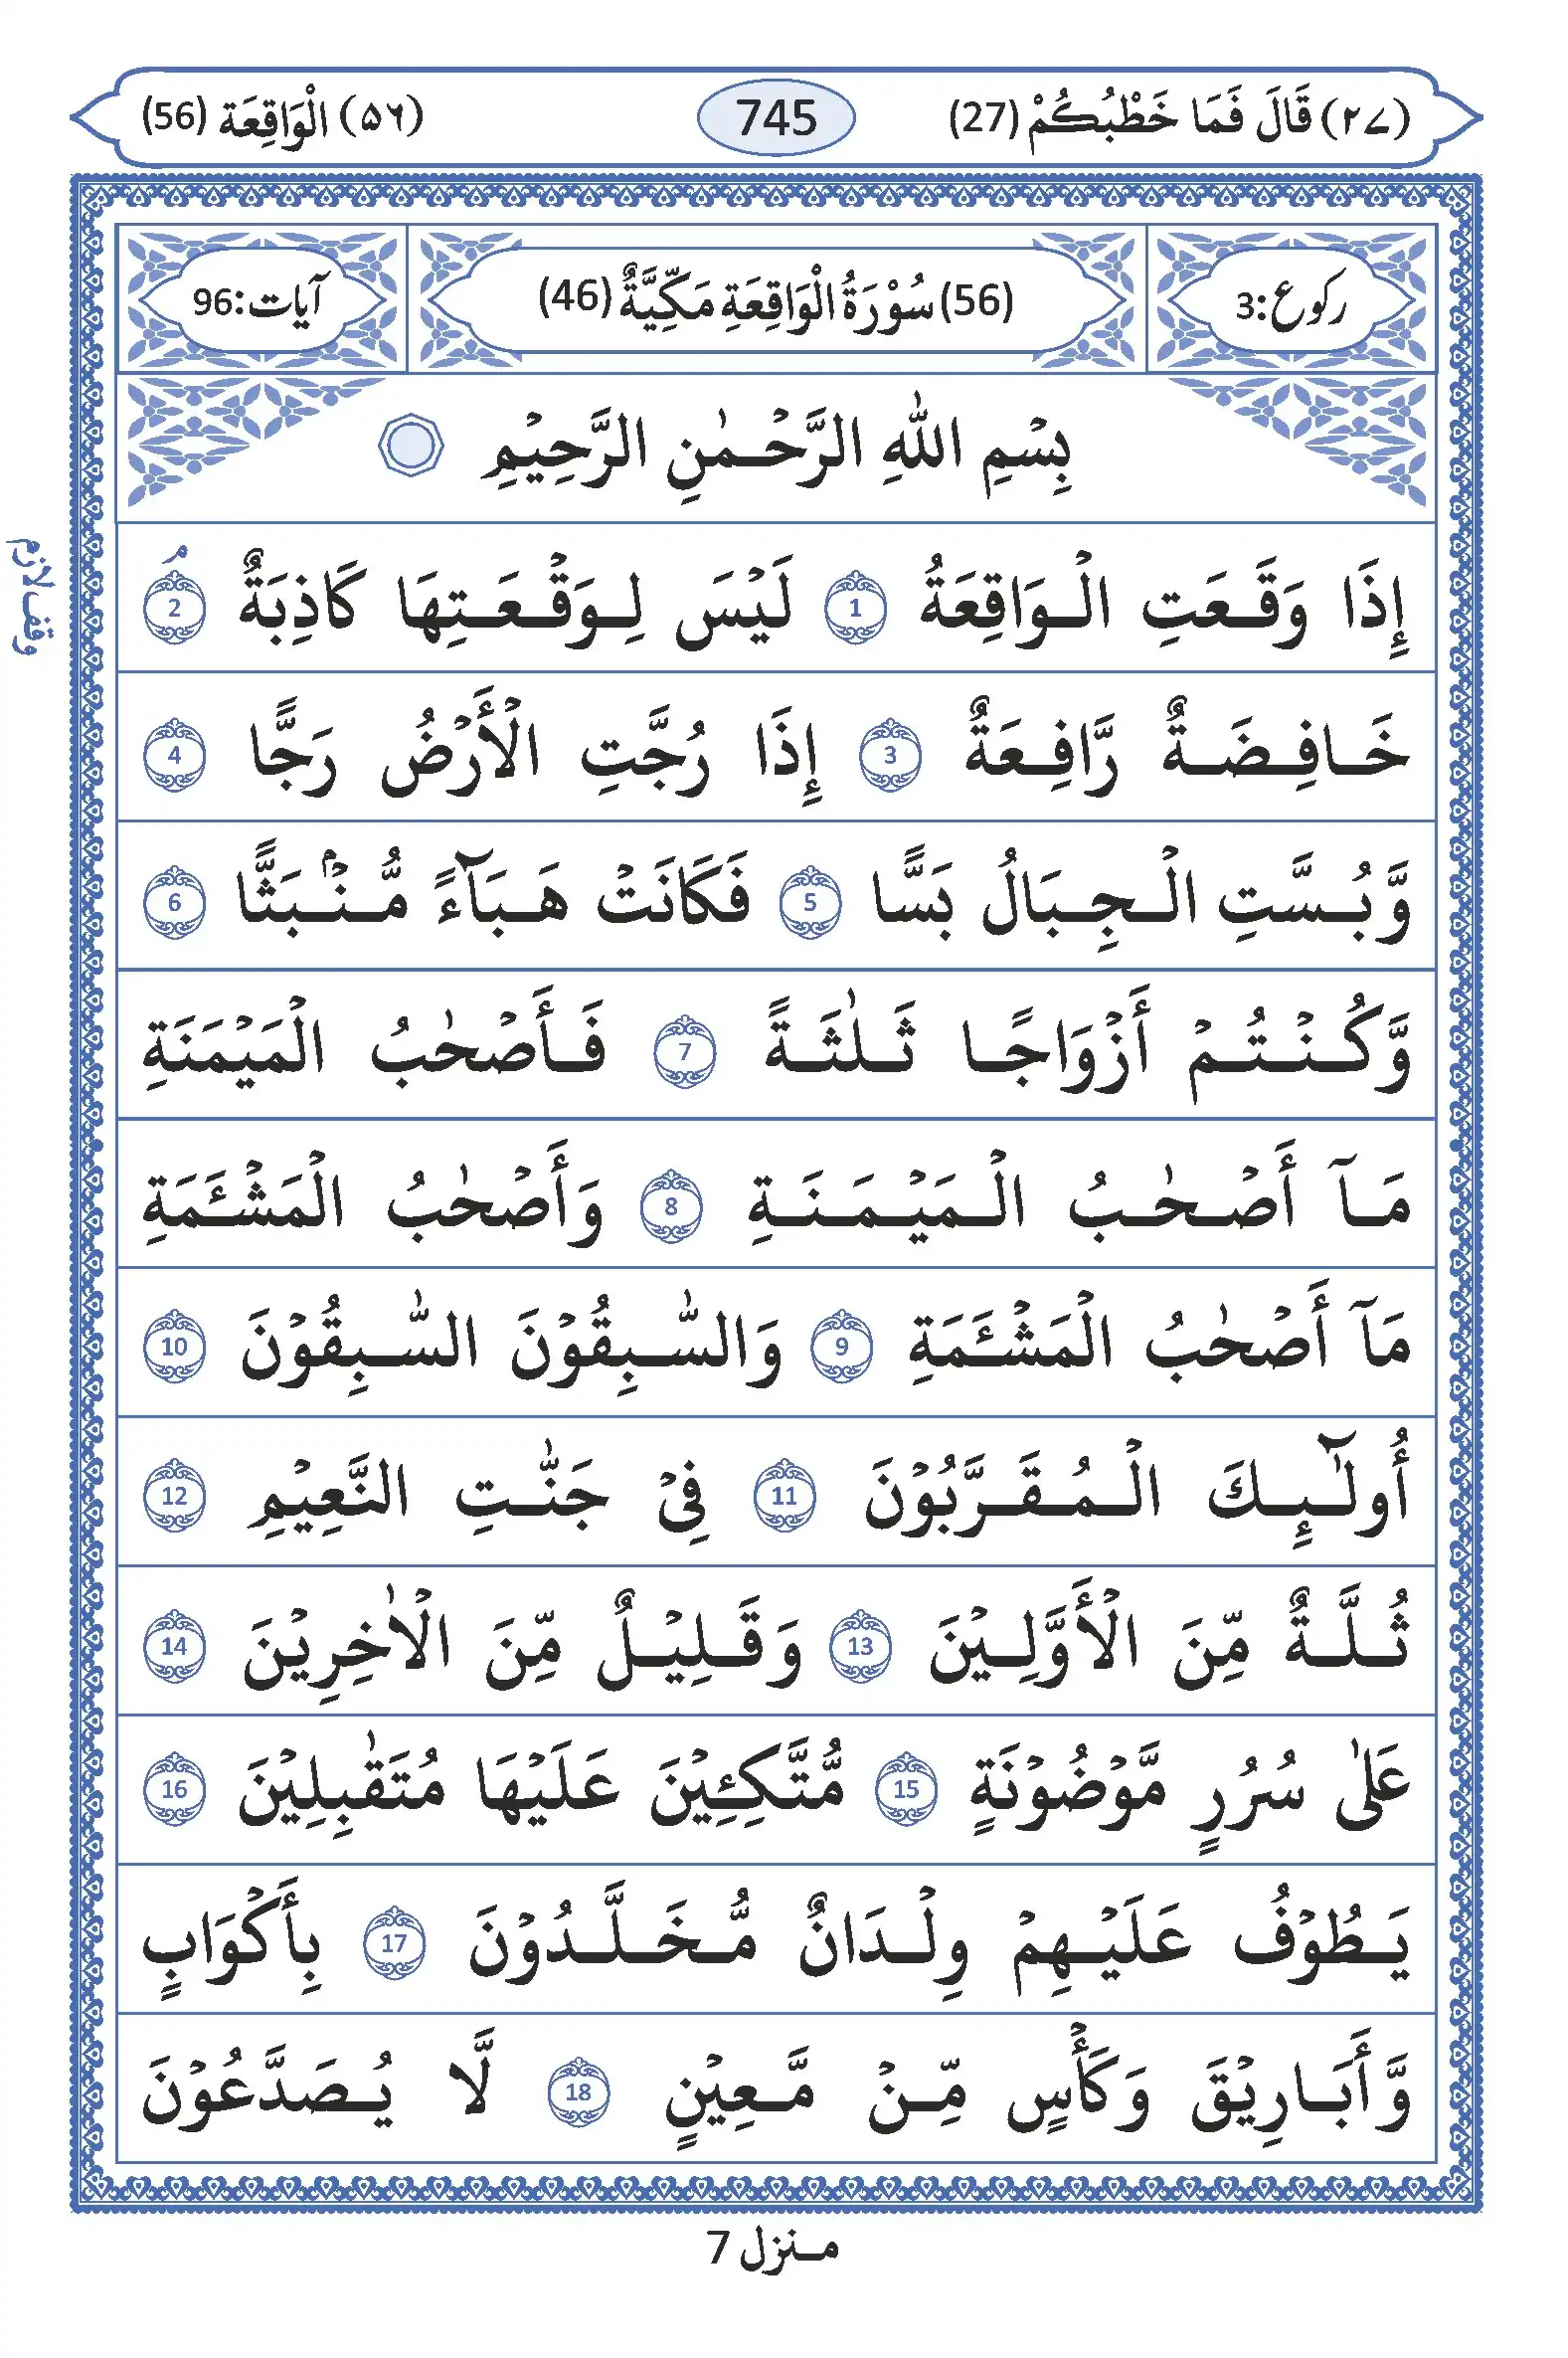 (۲۷) قَالَ فَمَا خَطْبُكُمْ (27) 745 (۵۶) الْوَاقِعَة (56)
رکوع:3 (56) سُوْرَةُ الْوَاقِعَةِ مَكِّيَّةٌ (46) آیات:96
بِسْمِ اللّٰهِ الرَّحْمٰنِ الرَّحِيْمِ
إِذَا وَقَعَتِ الْوَاقِعَةُ 1 لَيْسَ لِوَقْعَتِهَا كَاذِبَةٌ 2 ۘ
وقف لازم
خَافِضَةٌ رَّافِعَةٌ 3 إِذَا رُجَّتِ الْأَرْضُ رَجًّا 4
وَّبُسَّتِ الْجِبَالُ بَسًّا 5 فَكَانَتْ هَبَآءً مُّنْۢبَثًّا 6
وَّكُنْتُمْ أَزْوَاجًا ثَلٰثَةً 7 فَأَصْحٰبُ الْمَيْمَنَةِ
مَآ أَصْحٰبُ الْمَيْمَنَةِ 8 وَأَصْحٰبُ الْمَشْـَٔمَةِ
مَآ أَصْحٰبُ الْمَشْـَٔمَةِ 9 وَالسّٰبِقُوْنَ السّٰبِقُوْنَ 10
أُولٰٓئِكَ الْمُقَرَّبُوْنَ 11 فِيْ جَنّٰتِ النَّعِيْمِ 12
ثُلَّةٌ مِّنَ الْأَوَّلِيْنَ 13 وَقَلِيْلٌ مِّنَ الْاٰخِرِيْنَ 14
عَلٰى سُرُرٍ مَّوْضُوْنَةٍ 15 مُّتَّكِئِيْنَ عَلَيْهَا مُتَقٰبِلِيْنَ 16
يَطُوْفُ عَلَيْهِمْ وِلْدَانٌ مُّخَلَّدُوْنَ 17 بِأَكْوَابٍ
وَّأَبَارِيْقَ وَكَأْسٍ مِّنْ مَّعِيْنٍ 18 لَّا يُصَدَّعُوْنَ
منزل 7